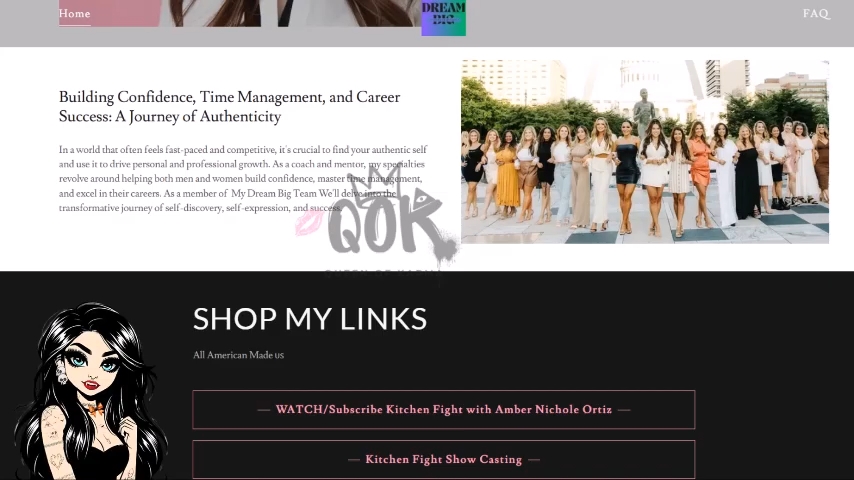 Home
DREAM
BIG
FAQ
Building Confidence, Time Management, and Career
Success: A Journey of Authenticity
In a world that often feels fast-paced and competitive, it's crucial to find your authentic self
and use it to drive personal and professional growth. As a coach and mentor, my specialties
revolve around helping both men and women build confidence, master time management,
and excel in their careers. As a member of My Dream Big Team We'll delve into the
transformative journey of self-discovery, self-expression, and success.
QOK
SHOP MY LINKS
All American Made us
— WATCH/Subscribe Kitchen Fight with Amber Nichole Ortiz —
— Kitchen Fight Show Casting —